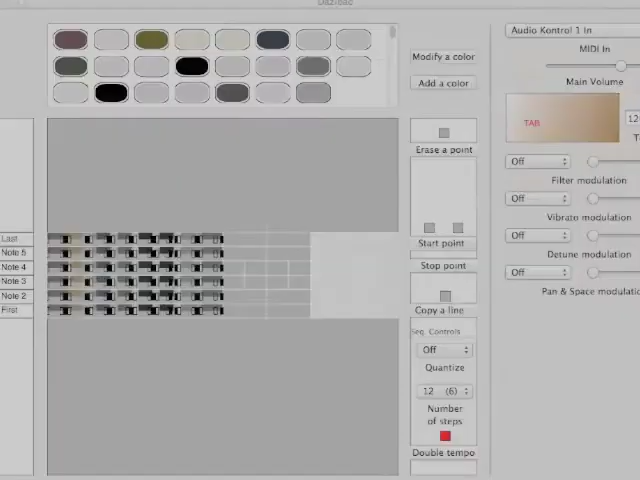 Audio Kontrol 1 In
MIDI In
Modify a color
Main Volume
Add a color
TAB
12
Erase a point
Off
Filter modulation
Off
Vibrato modulation
Last
Start point
Off
Note 5
Detune modulation
Note 4
Stop point
Off
Note 3
Pan & Space modulatio
Note 2
First
Copy a line
Seq. Controls
Off
Quantize
12 (6)
Number
of steps
Double tempo